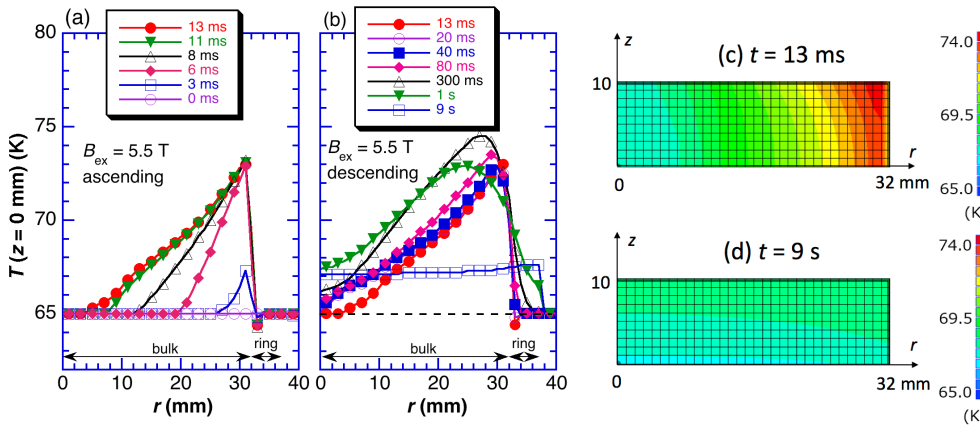 (a)
13 ms
11 ms
8 ms
6 ms
3 ms
0 ms
B_ex = 5.5 T
ascending
80
75
70
65
T (z = 0 mm) (K)
bulk
ring
0 10 20 30 40
r (mm)
(b)
13 ms
20 ms
40 ms
80 ms
300 ms
1 s
9 s
B_ex = 5.5 T
descending
bulk
ring
0 10 20 30 40
r (mm)
z
(c) t = 13 ms
10
r
0
32 mm
74.0
69.5
65.0
(K
z
(d) t = 9 s
10
r
0
32 mm
74.0
69.5
65.0
(K